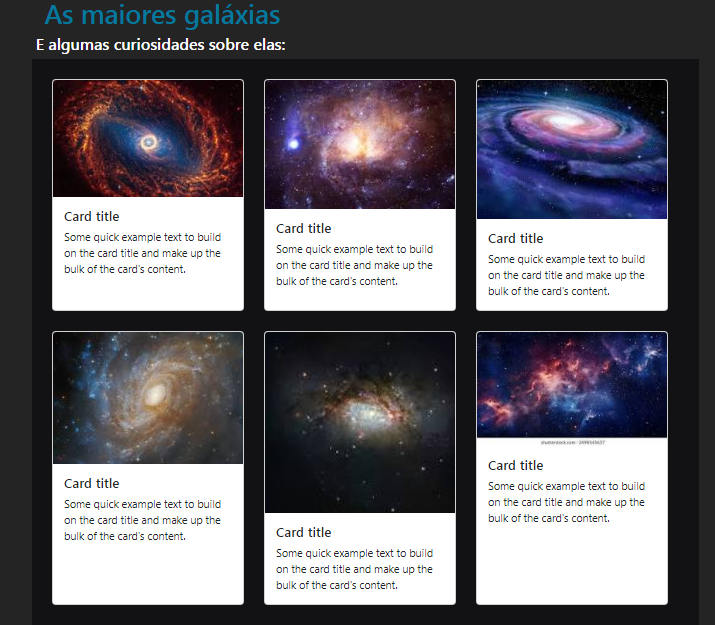 As maiores galáxias
E algumas curiosidades sobre elas:
Card title
Some quick example text to build
on the card title and make up the
bulk of the card's content.
Card title
Some quick example text to build
on the card title and make up the
bulk of the card's content.
Card title
Some quick example text to build
on the card title and make up the
bulk of the card's content.
Card title
Some quick example text to build
on the card title and make up the
bulk of the card's content.
Card title
Some quick example text to build
on the card title and make up the
bulk of the card's content.
shutterstock.com
Card title
Some quick example text to build
on the card title and make up the
bulk of the card's content.